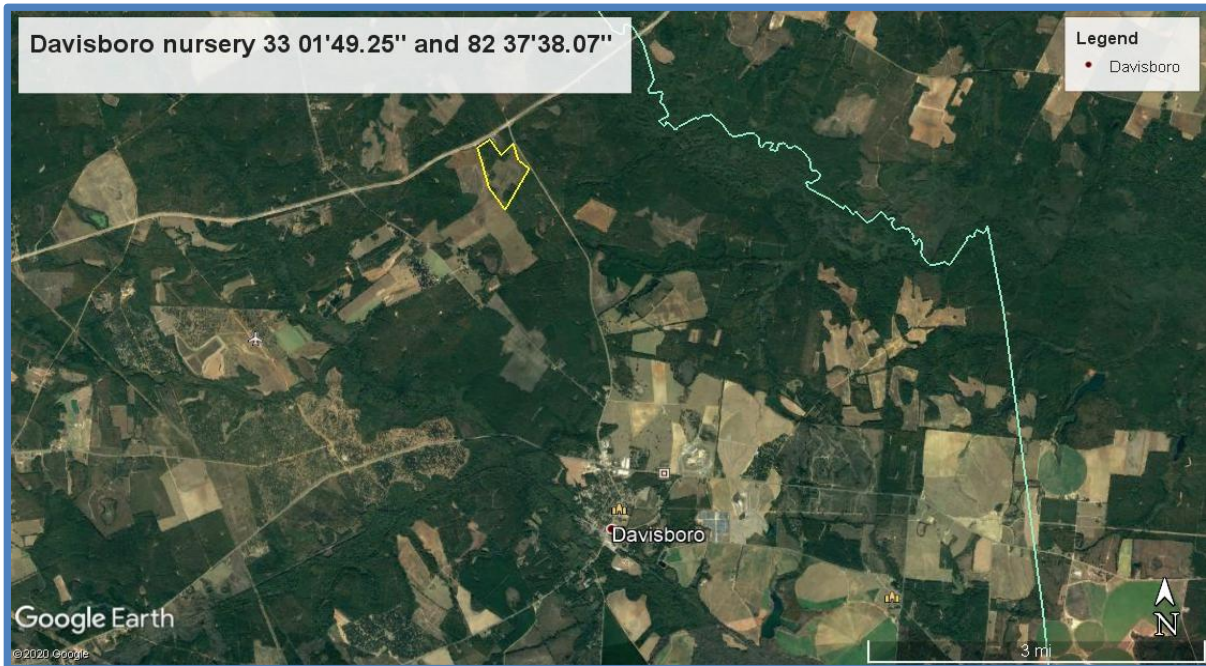 Davisboro nursery 33 01'49.25" and 82 37'38.07"
Legend
Davisboro
Davisboro
Google Earth
N
©2020 Google
3 mi